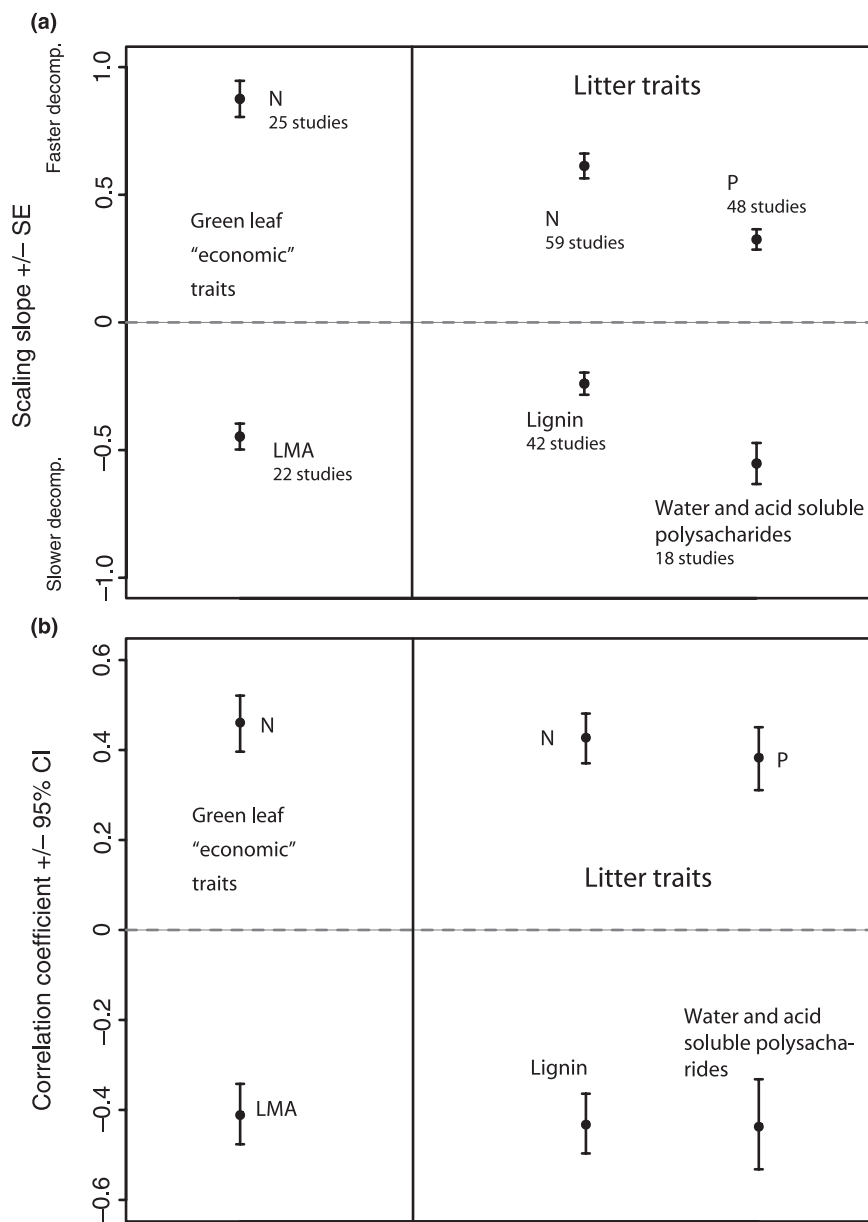 (a)
Scaling slope +/− SE
Faster decomp.
Slower decomp.
1.0
0.5
0
−0.5
−1.0
N
25 studies
Green leaf
“economic”
traits
LMA
22 studies
Litter traits
N
59 studies
P
48 studies
Lignin
42 studies
Water and acid soluble
polysacharides
18 studies
(b)
Correlation coefficient +/− 95% CI
0.6
0.4
0.2
0
−0.2
−0.4
−0.6
N
Green leaf
“economic”
traits
LMA
N
P
Litter traits
Lignin
Water and acid
soluble polysacha-
rides